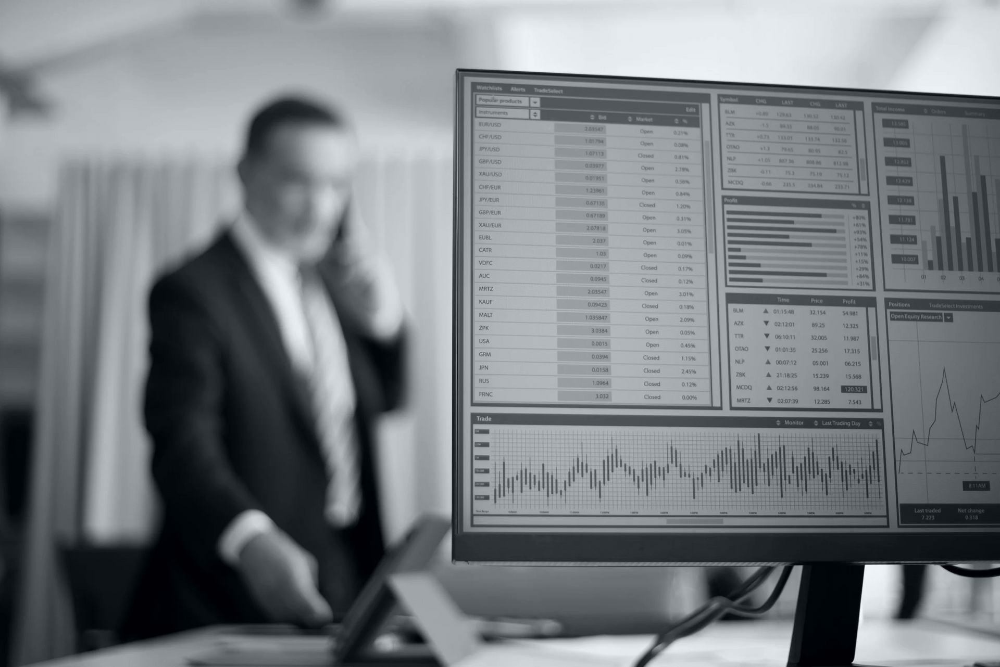 Watchlists Alerts TradeSelect
Popular products
Edit
Instruments Bid Market %
EUR/USD 2.03547 Open 0.21%
CHF/USD 1.01794 Open 0.08%
JPY/USD 1.07113 Closed 0.81%
GBP/USD 0.03977 Open 2.78%
XAU/USD 0.01951 Open 0.56%
CHF/EUR 1.23961 Open 0.84%
JPY/EUR 0.67135 Closed 1.20%
GBP/EUR 0.67189 Open 0.31%
XAU/EUR 2.07818 Open 3.05%
EUBL 2.037 Open 0.01%
CATR 1.03 Open 0.09%
VDFC 0.0217 Closed 0.17%
AUC 0.0945 Closed 0.12%
MRTZ 2.03547 Open 3.01%
KAUF 0.09423 Closed 0.18%
MALT 1.035847 Open 2.09%
ZPK 3.0384 Open 0.05%
USA 0.0015 Open 0.45%
GRM 0.0394 Closed 1.15%
JPN 0.0158 Closed 2.45%
RUS 1.0964 Closed 0.12%
FRNC 3.032 Closed 0.00%
Symbol CHG LAST CHG LAST
BLM +0.89 129.63 130.52 130.42
AZK -1.5 89.55 88.05 90.01
TTR +0.73 133.01 133.74 132.56
OTAO +1.3 79.65 80.95 82.5
NLP +1.05 807.36 808.86 812.98
ZBK -0.11 75.3 75.19 75.12
MCDQ -0.66 235.5 234.84 233.71
Profit %
+80%
+61%
+93%
+54%
+78%
+11%
+15%
+29%
+84%
+31%
Time Price Profit
BLM ▲ 01:15:48 32.154 54.981
AZK ▼ 02:12:01 89.25 12.325
TTR ▼ 06:10:11 32.005 11.987
OTAO ▼ 01:01:35 25.256 17.315
NLP ▲ 00:07:12 05.001 06.215
ZBK ▲ 21:18:25 15.239 15.568
MCDQ ▲ 02:12:56 98.164 120.321
MRTZ ▼ 02:07:39 12.285 7.543
Total Income Orders Summary
13.585
13.005
12.852
12.429
12.138
11.781
11.124
10.007
01 02 03 04
Positions TradeSelect Investments
Open Equity Research
8:11AM
Last traded Net change
7.223 0.318
Trade Monitor Last Trading Day